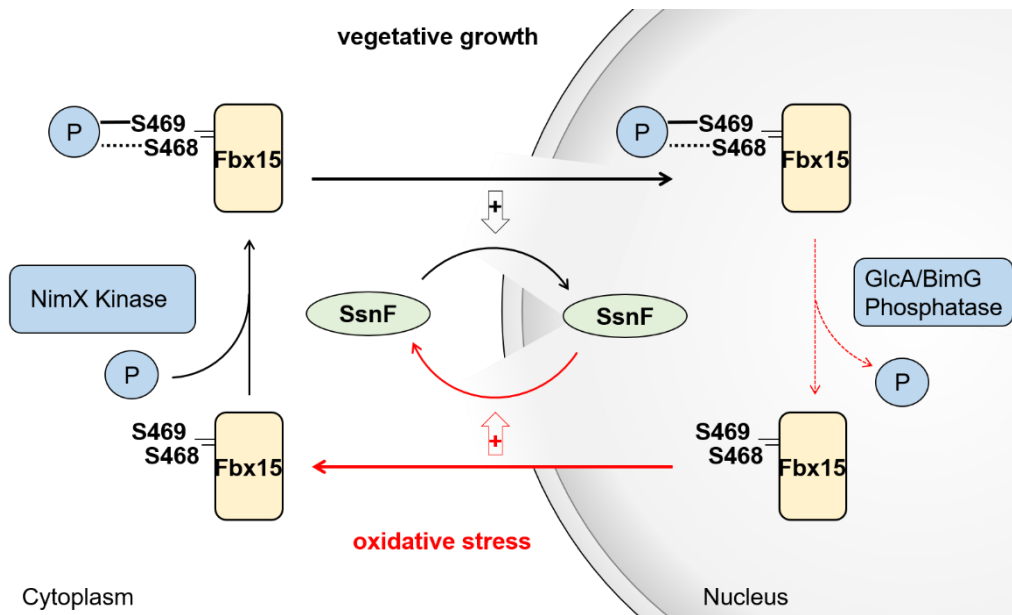 vegetative growth
P
S469
S468
Fbx15
P
S469
S468
Fbx15
+
NimX Kinase
GlcA/BimG
Phosphatase
SsnF
SsnF
P
P
S469
S468
Fbx15
+
S469
S468
Fbx15
oxidative stress
Cytoplasm
Nucleus